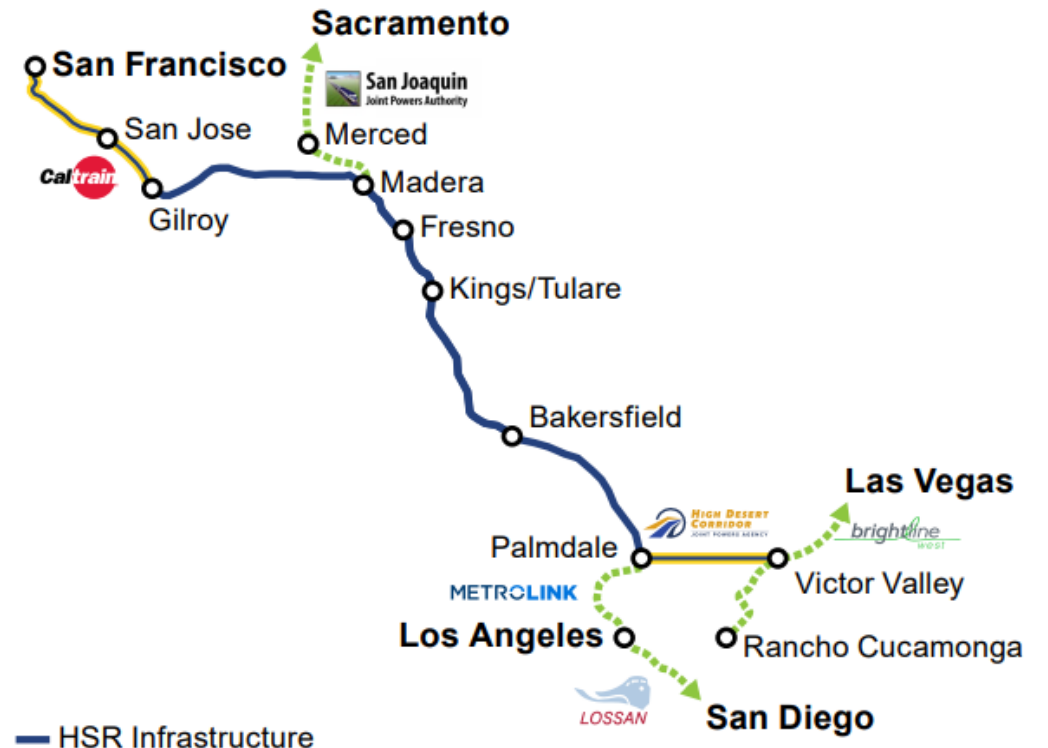 Sacramento
San Francisco
San Joaquin
Joint Powers Authority
San Jose
Merced
Caltrain
Madera
Gilroy
Fresno
Kings/Tulare
Bakersfield
Las Vegas
HIGH DESERT
CORRIDOR
JOINT POWERS AGENCY
brightline
west
Palmdale
Victor Valley
METROLINK
Los Angeles
Rancho Cucamonga
LOSSAN
San Diego
HSR Infrastructure